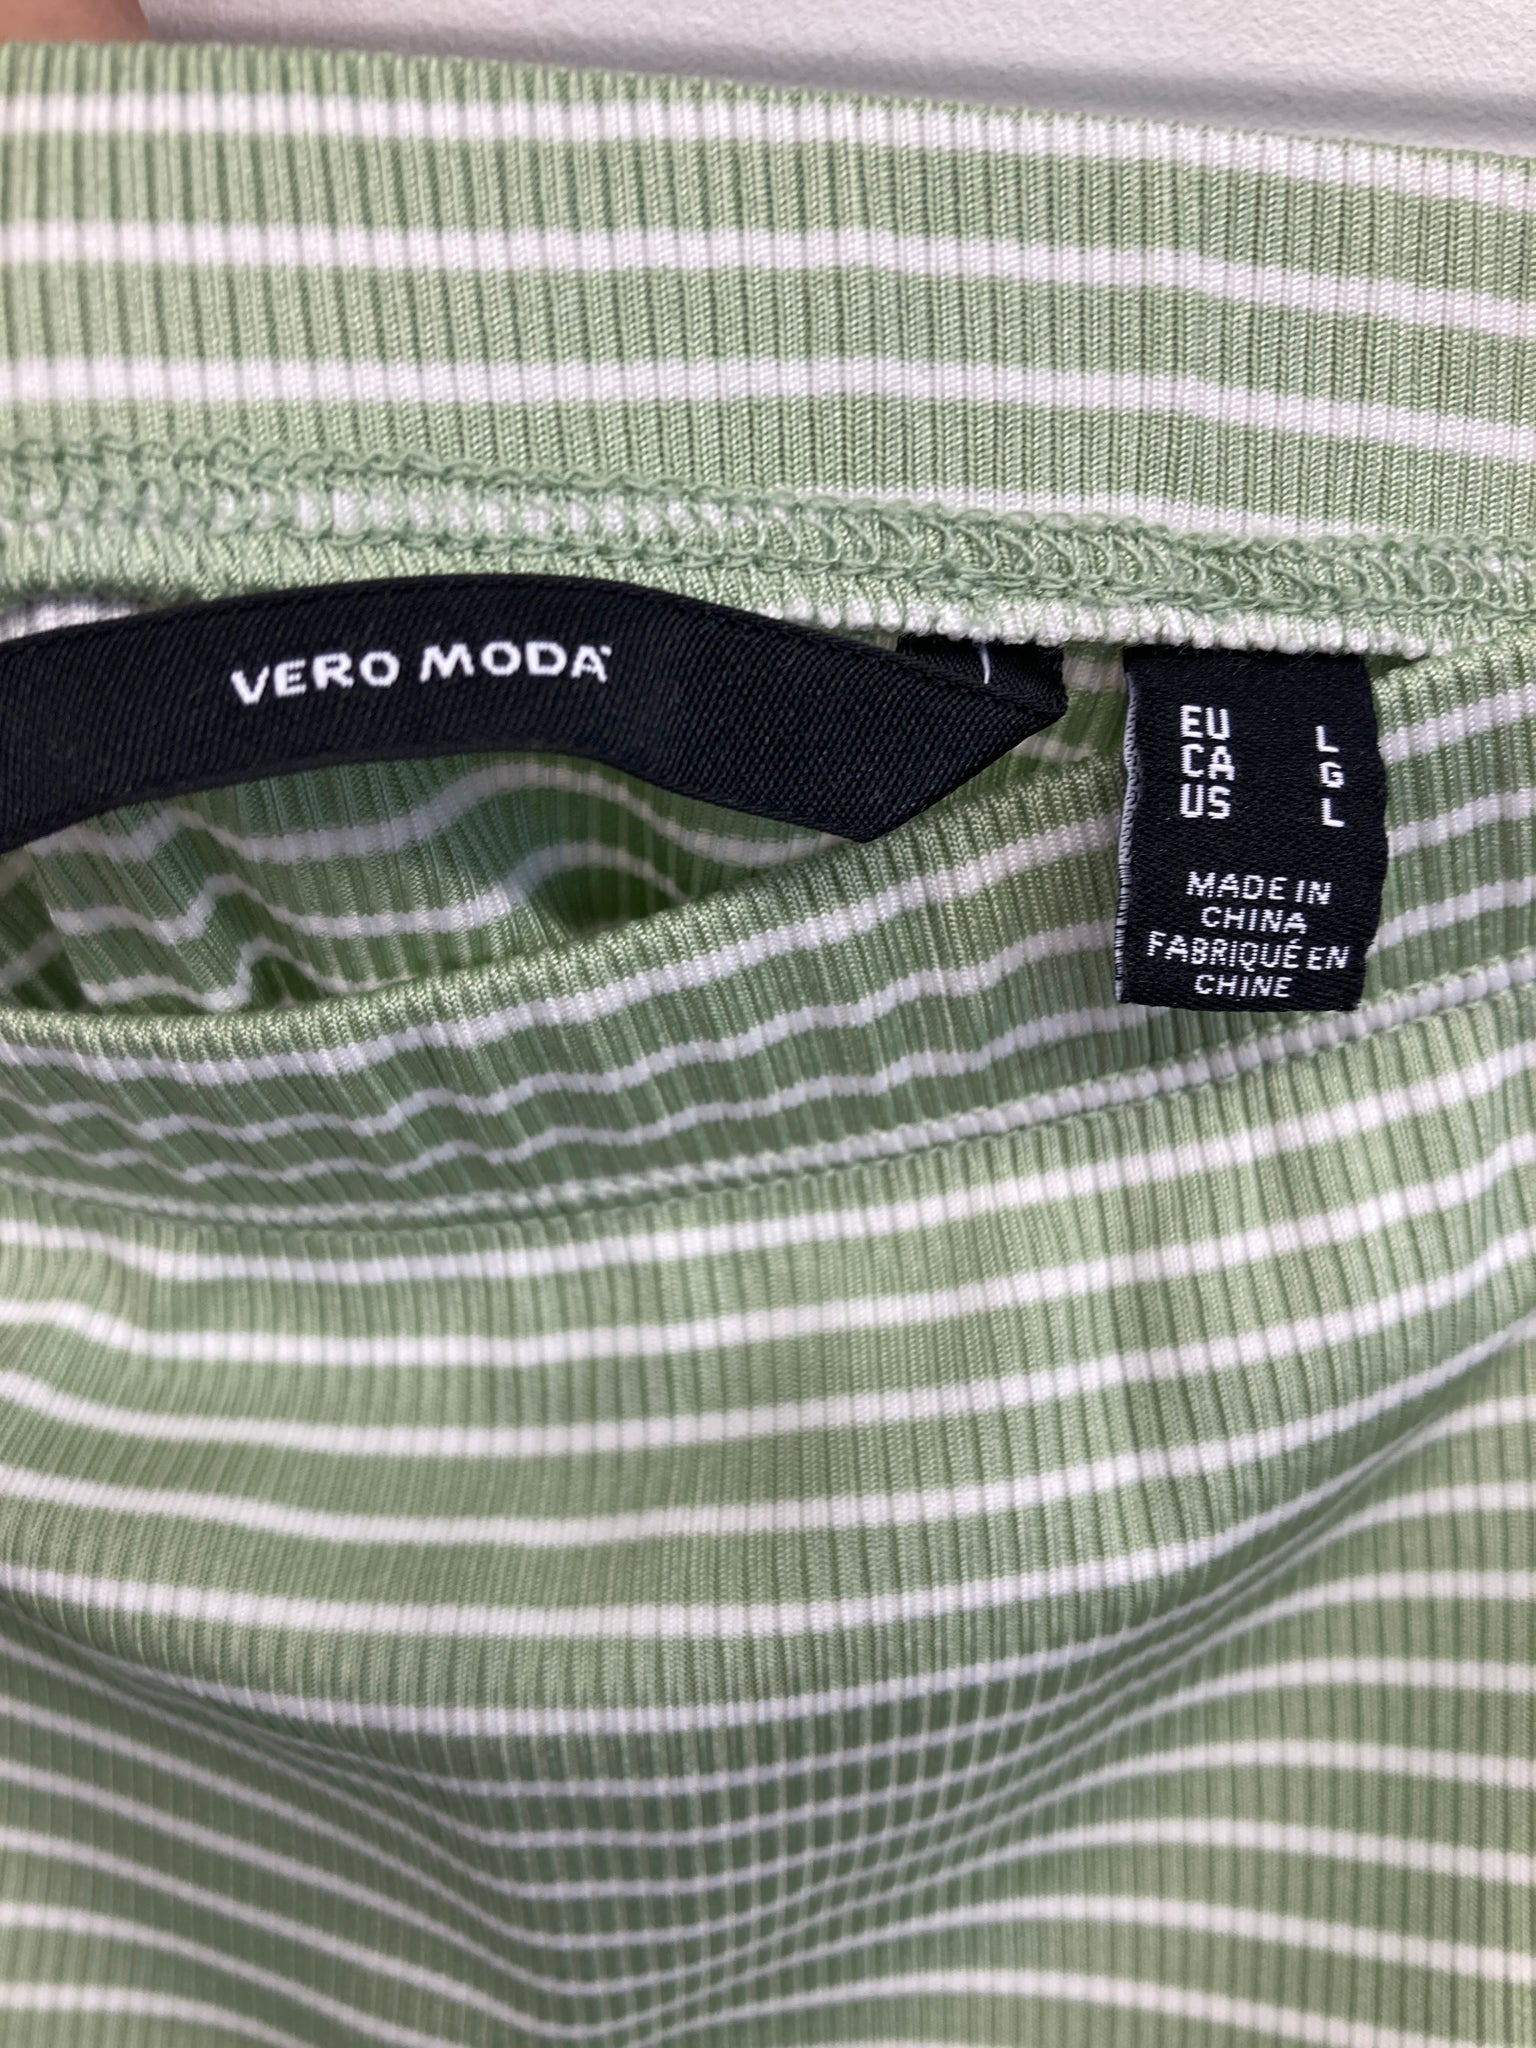 VERO MODA
EU L
CA G
US L
MADE IN
CHINA
FABRIQUÉ EN
CHINE